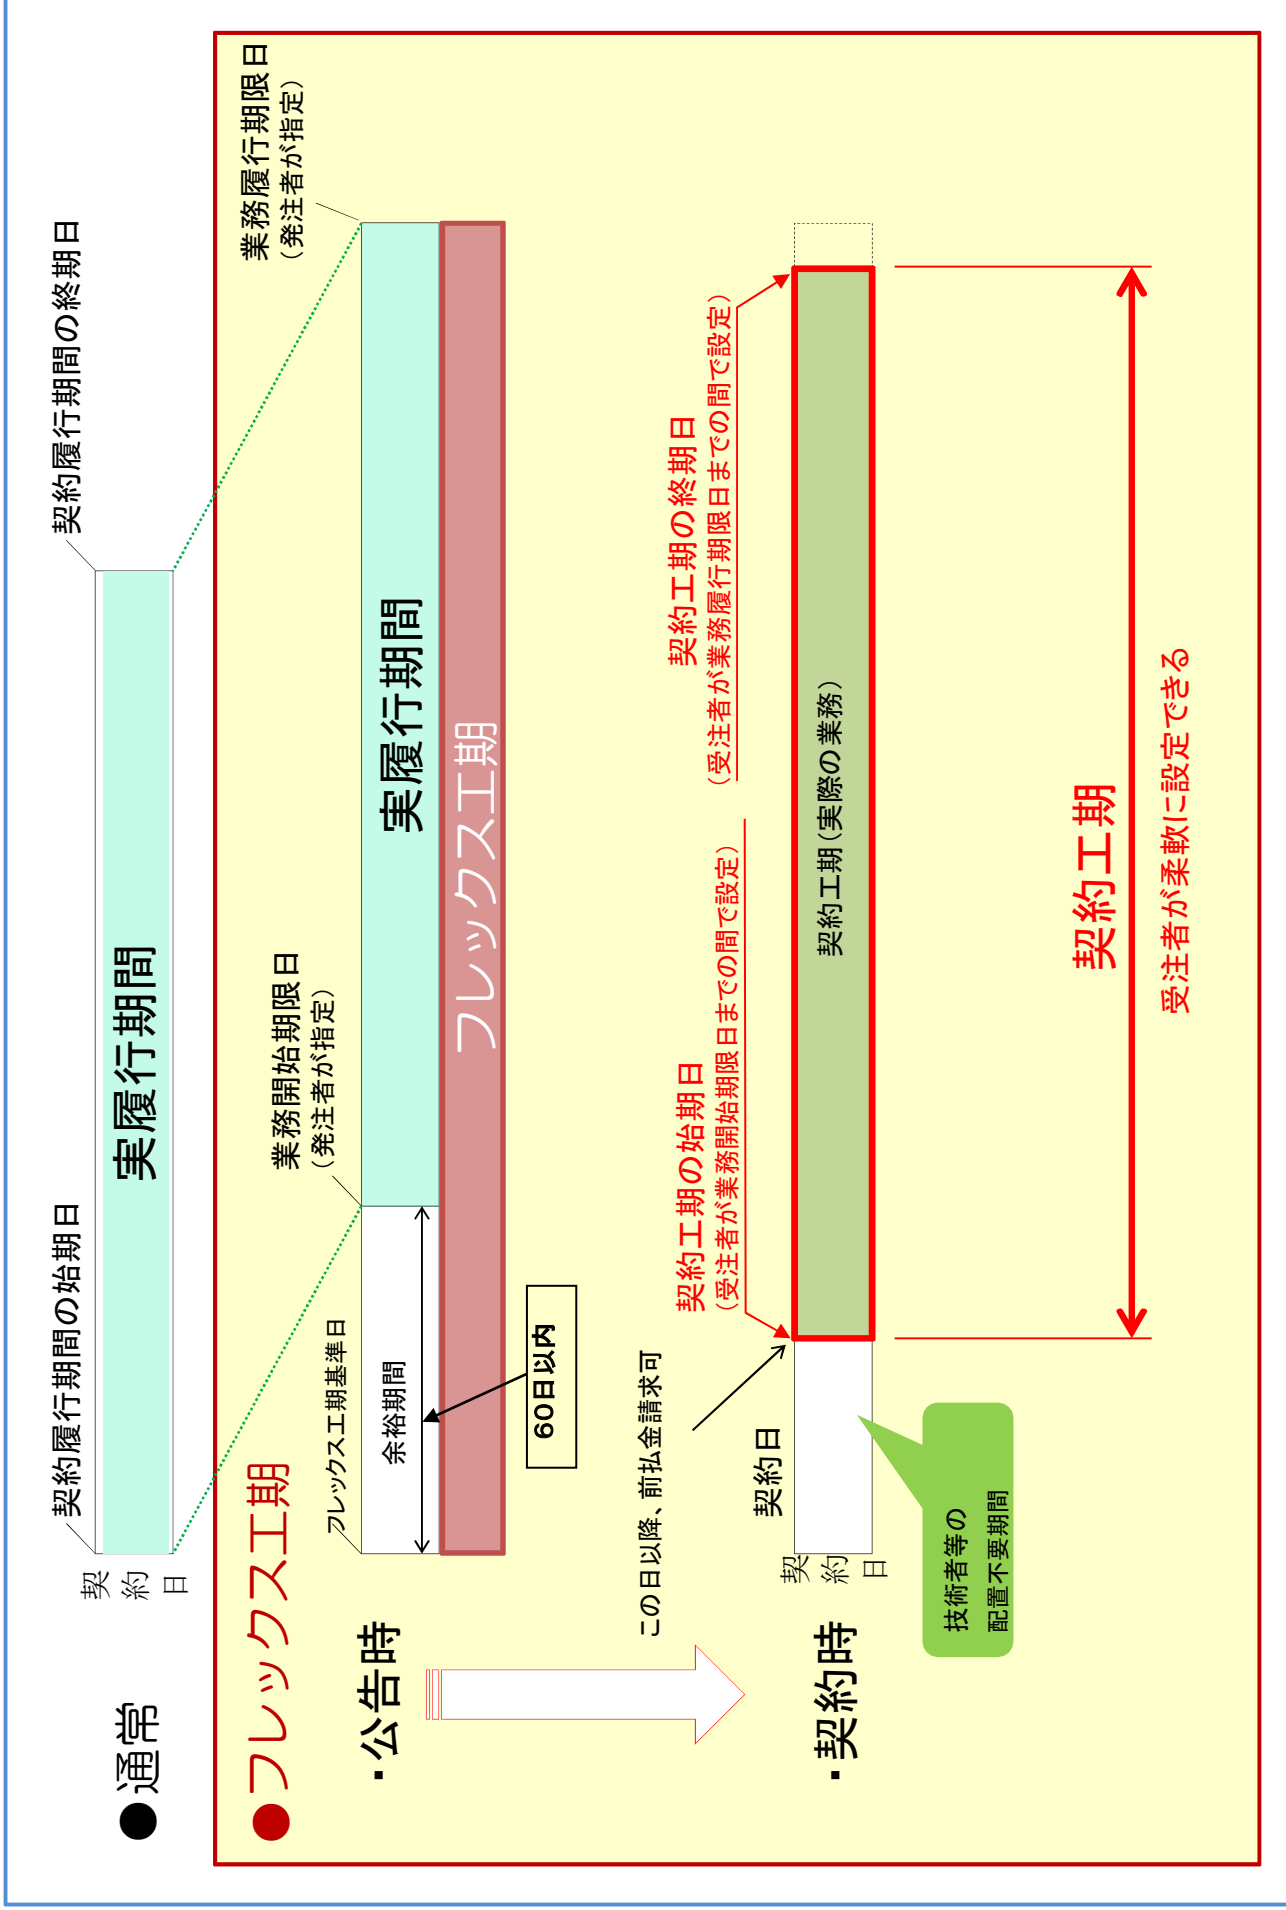 ●通常
契約履行期間の始期日
契約履行期間の終期日
契約日
実履行期間
●フレックス工期
・公告時
フレックス工期基準日
業務開始期限日
（発注者が指定）
業務履行期限日
（発注者が指定）
余裕期間
実履行期間
フレックス工期
60日以内
・契約時
この日以降、前払金請求可
契約日
契約日
契約工期の始期日
（受注者が業務開始期限日までの間で設定）
契約工期の終期日
（受注者が業務履行期限日までの間で設定）
契約工期（実際の業務）
技術者等の
配置不要期間
契約工期
受注者が柔軟に設定できる